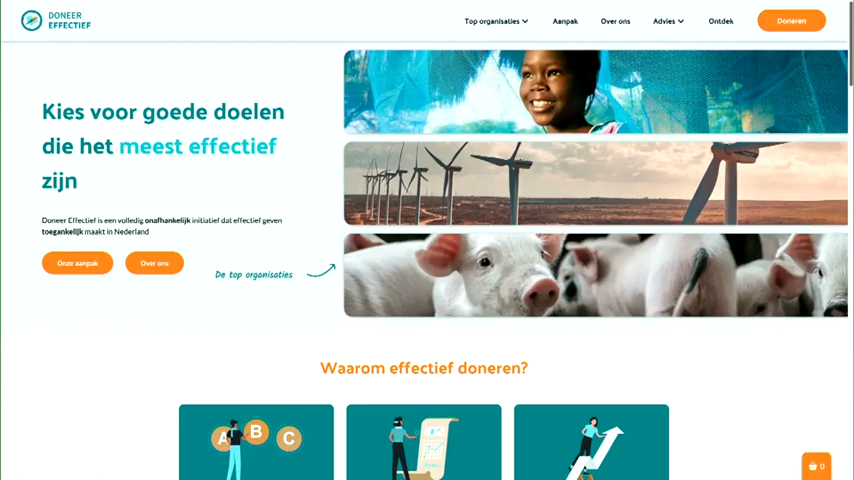 DONEER
EFFECTIEF
Top organisaties
Aanpak
Over ons
Advies
Ontdek
Doneren
Kies voor goede doelen
die het meest effectief
zijn
Doneer Effectief is een volledig onafhankelijk initiatief dat effectief geven
toegankelijk maakt in Nederland
Onze aanpak
Over ons
De top organisaties
Waarom effectief doneren?
A B C
0